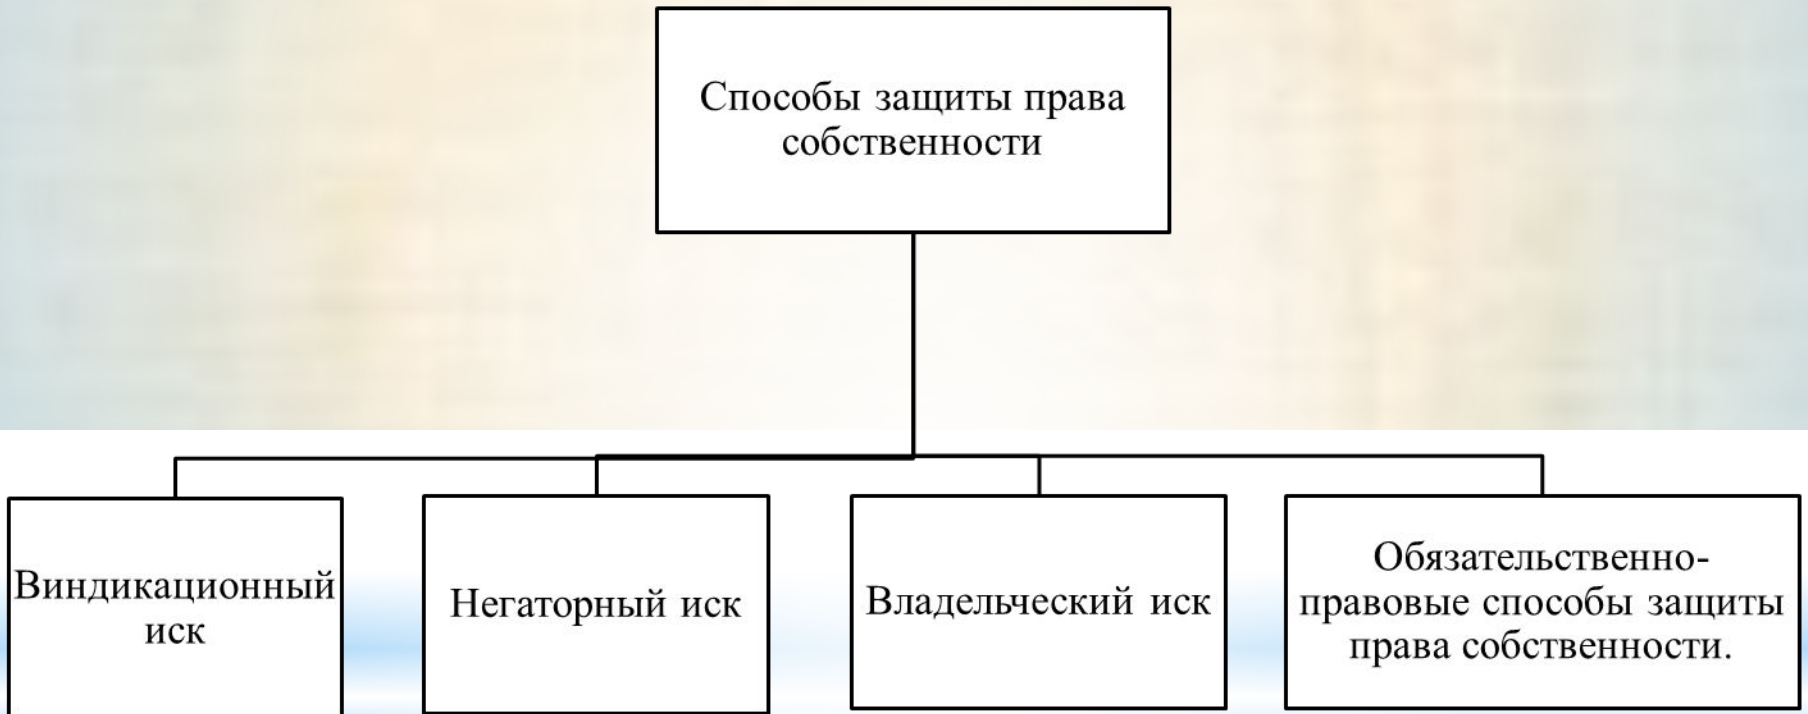 Способы защиты права
собственности
Виндикационный
иск
Негаторный иск
Владельческий иск
Обязательственно-
правовые способы защиты
права собственности.